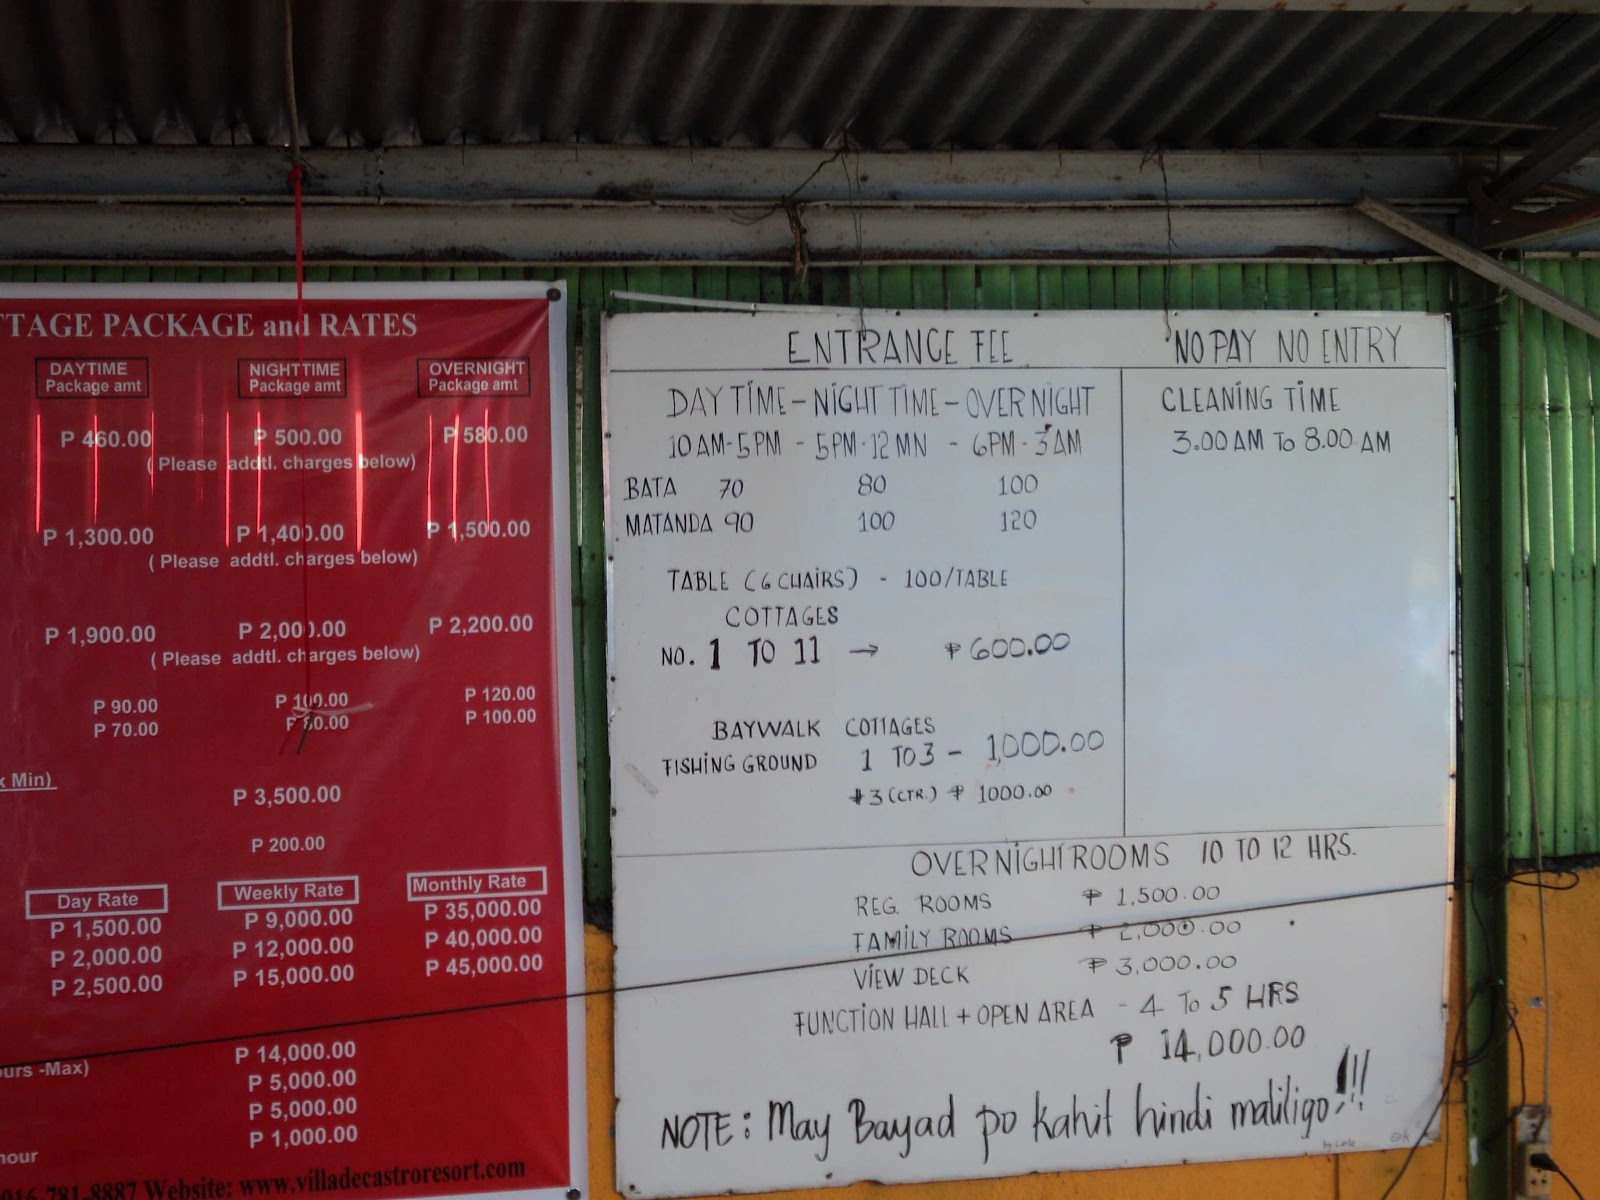 TTAGE PACKAGE and RATES
DAYTIME NIGHTTIME OVERNIGHT
Package amt Package amt Package amt
P 460.00 P 500.00 P 580.00
( Please addtl. charges below)
P 1,300.00 P 1,400.00 P 1,500.00
( Please addtl. charges below)
P 1,900.00 P 2,000.00 P 2,200.00
( Please addtl. charges below)
P 90.00 P 100.00 P 120.00
P 70.00 P 80.00 P 100.00
x Min)
P 3,500.00
P 200.00
Day Rate Weekly Rate Monthly Rate
P 1,500.00 P 9,000.00 P 35,000.00
P 2,000.00 P 12,000.00 P 40,000.00
P 2,500.00 P 15,000.00 P 45,000.00
P 14,000.00
ours -Max) P 5,000.00
P 5,000.00
P 1,000.00
hour
916-781-8887 Website: www.villadecastroresort.com
ENTRANCE FEE NO PAY NO ENTRY
DAY TIME - NIGHT TIME - OVERNIGHT
10AM-5PM - 5PM-12MN - 6PM-3AM
BATA 70 80 100
MATANDA 90 100 120
TABLE (6 CHAIRS) - 100/TABLE
COTTAGES
NO. 1 TO 11 → ₱600.00
BAYWALK COTTAGES
FISHING GROUND 1 TO 3 - 1,000.00
#3 (CTR.) ₱ 1000.00
CLEANING TIME
3.00 AM To 8.00 AM
OVERNIGHT ROOMS 10 TO 12 HRS.
REG. ROOMS ₱ 1,500.00
FAMILY ROOMS ₱ 2,000.00
VIEW DECK ₱ 3,000.00
FUNCTION HALL + OPEN AREA - 4 To 5 HRS
₱ 14,000.00
NOTE: May Bayad po kahit hindi maliligo!!!